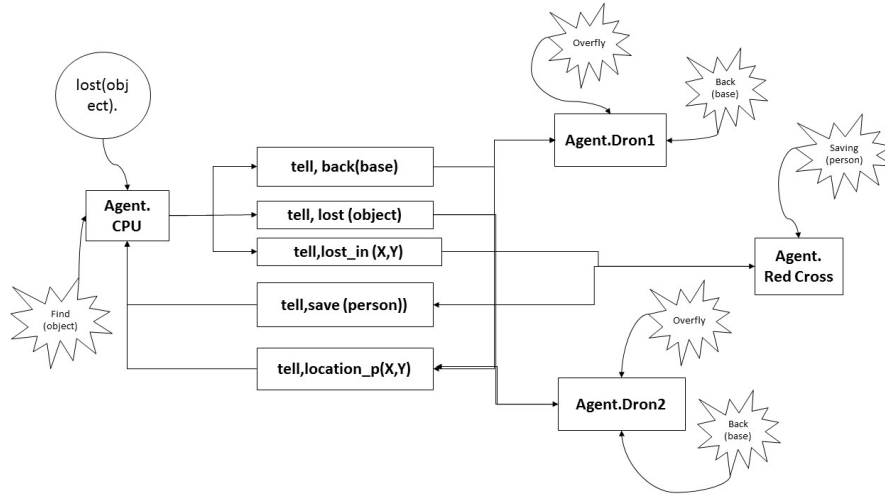 Overfly
lost(obj
ect).
Back
(base)
Agent.Dron1
Saving
(person)
tell, back(base)
Agent.
CPU
tell, lost (object)
tell,lost_in (X,Y)
Agent.
Red Cross
tell,save (person))
Find
(object)
Overfly
tell,location_p(X,Y)
Agent.Dron2
Back
(base)